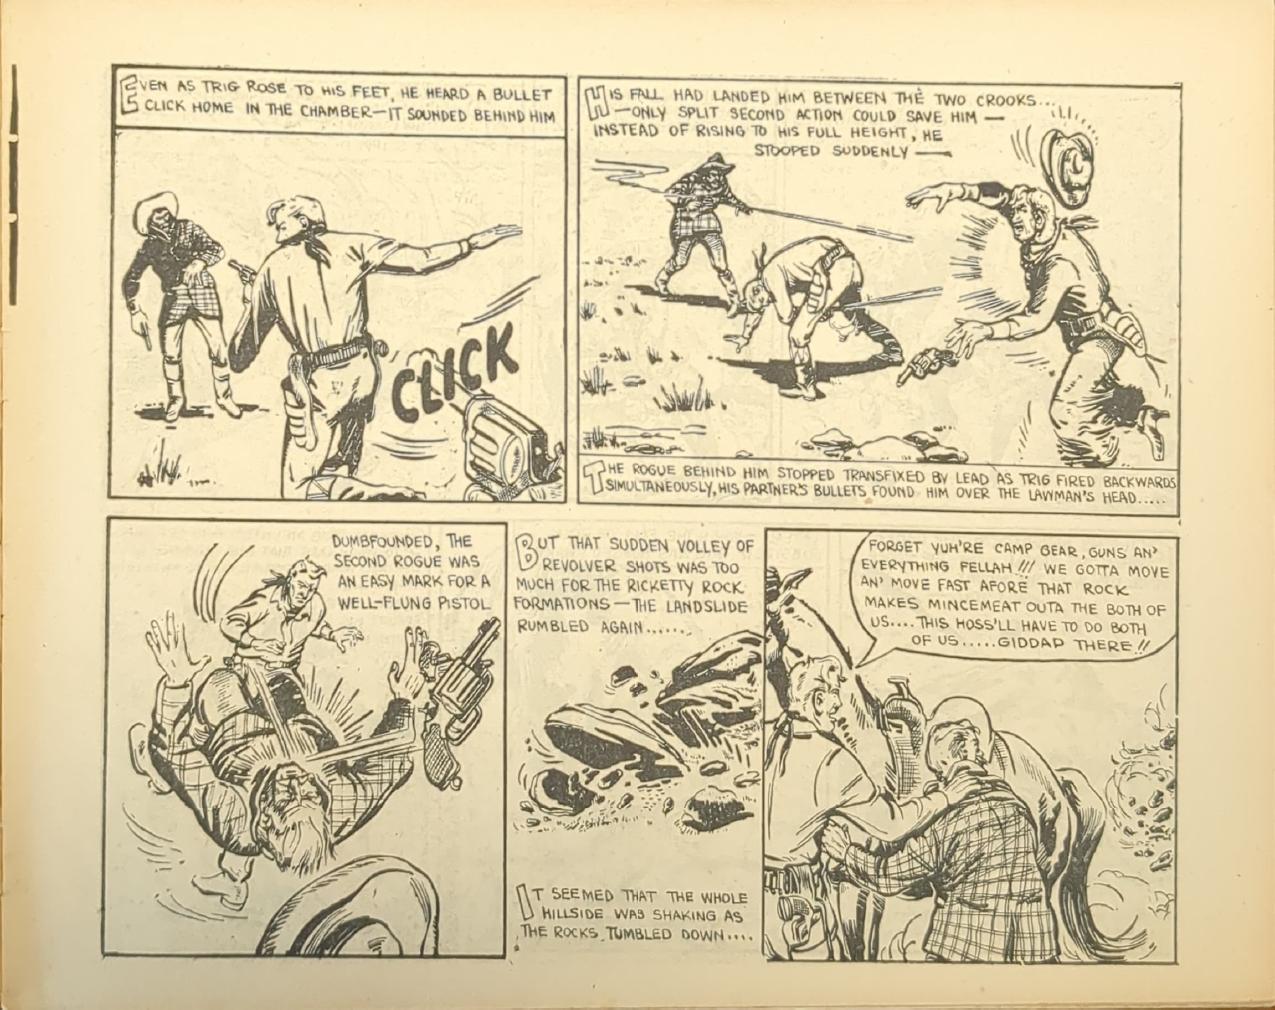 EVEN AS TRIG ROSE TO HIS FEET, HE HEARD A BULLET
CLICK HOME IN THE CHAMBER—IT SOUNDED BEHIND HIM
CLICK
HIS FALL HAD LANDED HIM BETWEEN THE TWO CROOKS...
—ONLY SPLIT SECOND ACTION COULD SAVE HIM—
INSTEAD OF RISING TO HIS FULL HEIGHT, HE
STOOPED SUDDENLY—
THE ROGUE BEHIND HIM STOPPED TRANSFIXED BY LEAD AS TRIG FIRED BACKWARDS
SIMULTANEOUSLY, HIS PARTNER'S BULLETS FOUND HIM OVER THE LAWMAN'S HEAD.....
DUMBFOUNDED, THE
SECOND ROGUE WAS
AN EASY MARK FOR A
WELL-FLUNG PISTOL
BUT THAT SUDDEN VOLLEY OF
REVOLVER SHOTS WAS TOO
MUCH FOR THE RICKETTY ROCK
FORMATIONS—THE LANDSLIDE
RUMBLED AGAIN......
IT SEEMED THAT THE WHOLE
HILLSIDE WAS SHAKING AS
THE ROCKS TUMBLED DOWN....
FORGET YUH'RE CAMP GEAR, GUNS AN'
EVERYTHING FELLAH!!! WE GOTTA MOVE
AN' MOVE FAST AFORE THAT ROCK
MAKES MINCEMEAT OUTA THE BOTH OF
US....THIS HOSS'LL HAVE TO DO BOTH
OF US.....GIDDAP THERE!!